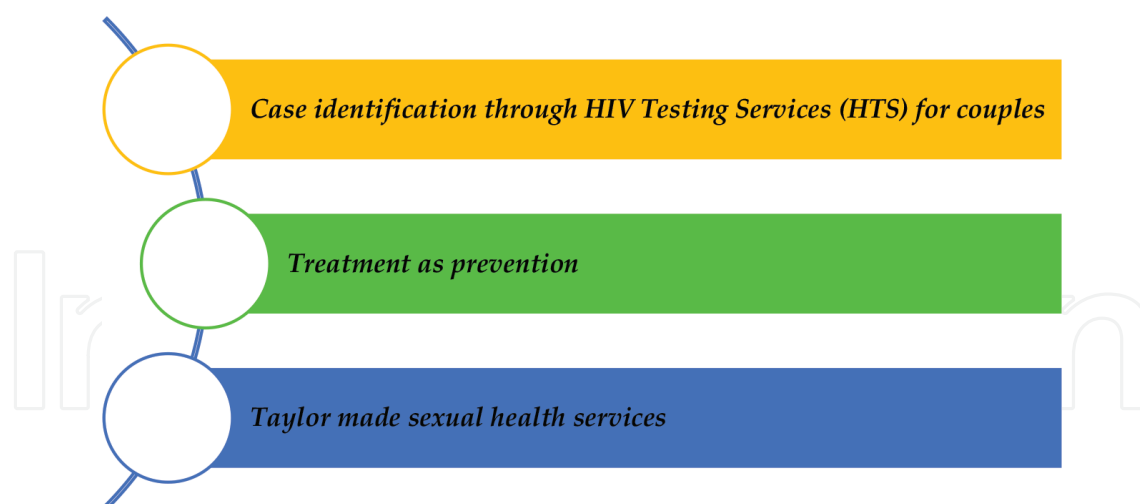 Case identification through HIV Testing Services (HTS) for couples
Treatment as prevention
Taylor made sexual health services